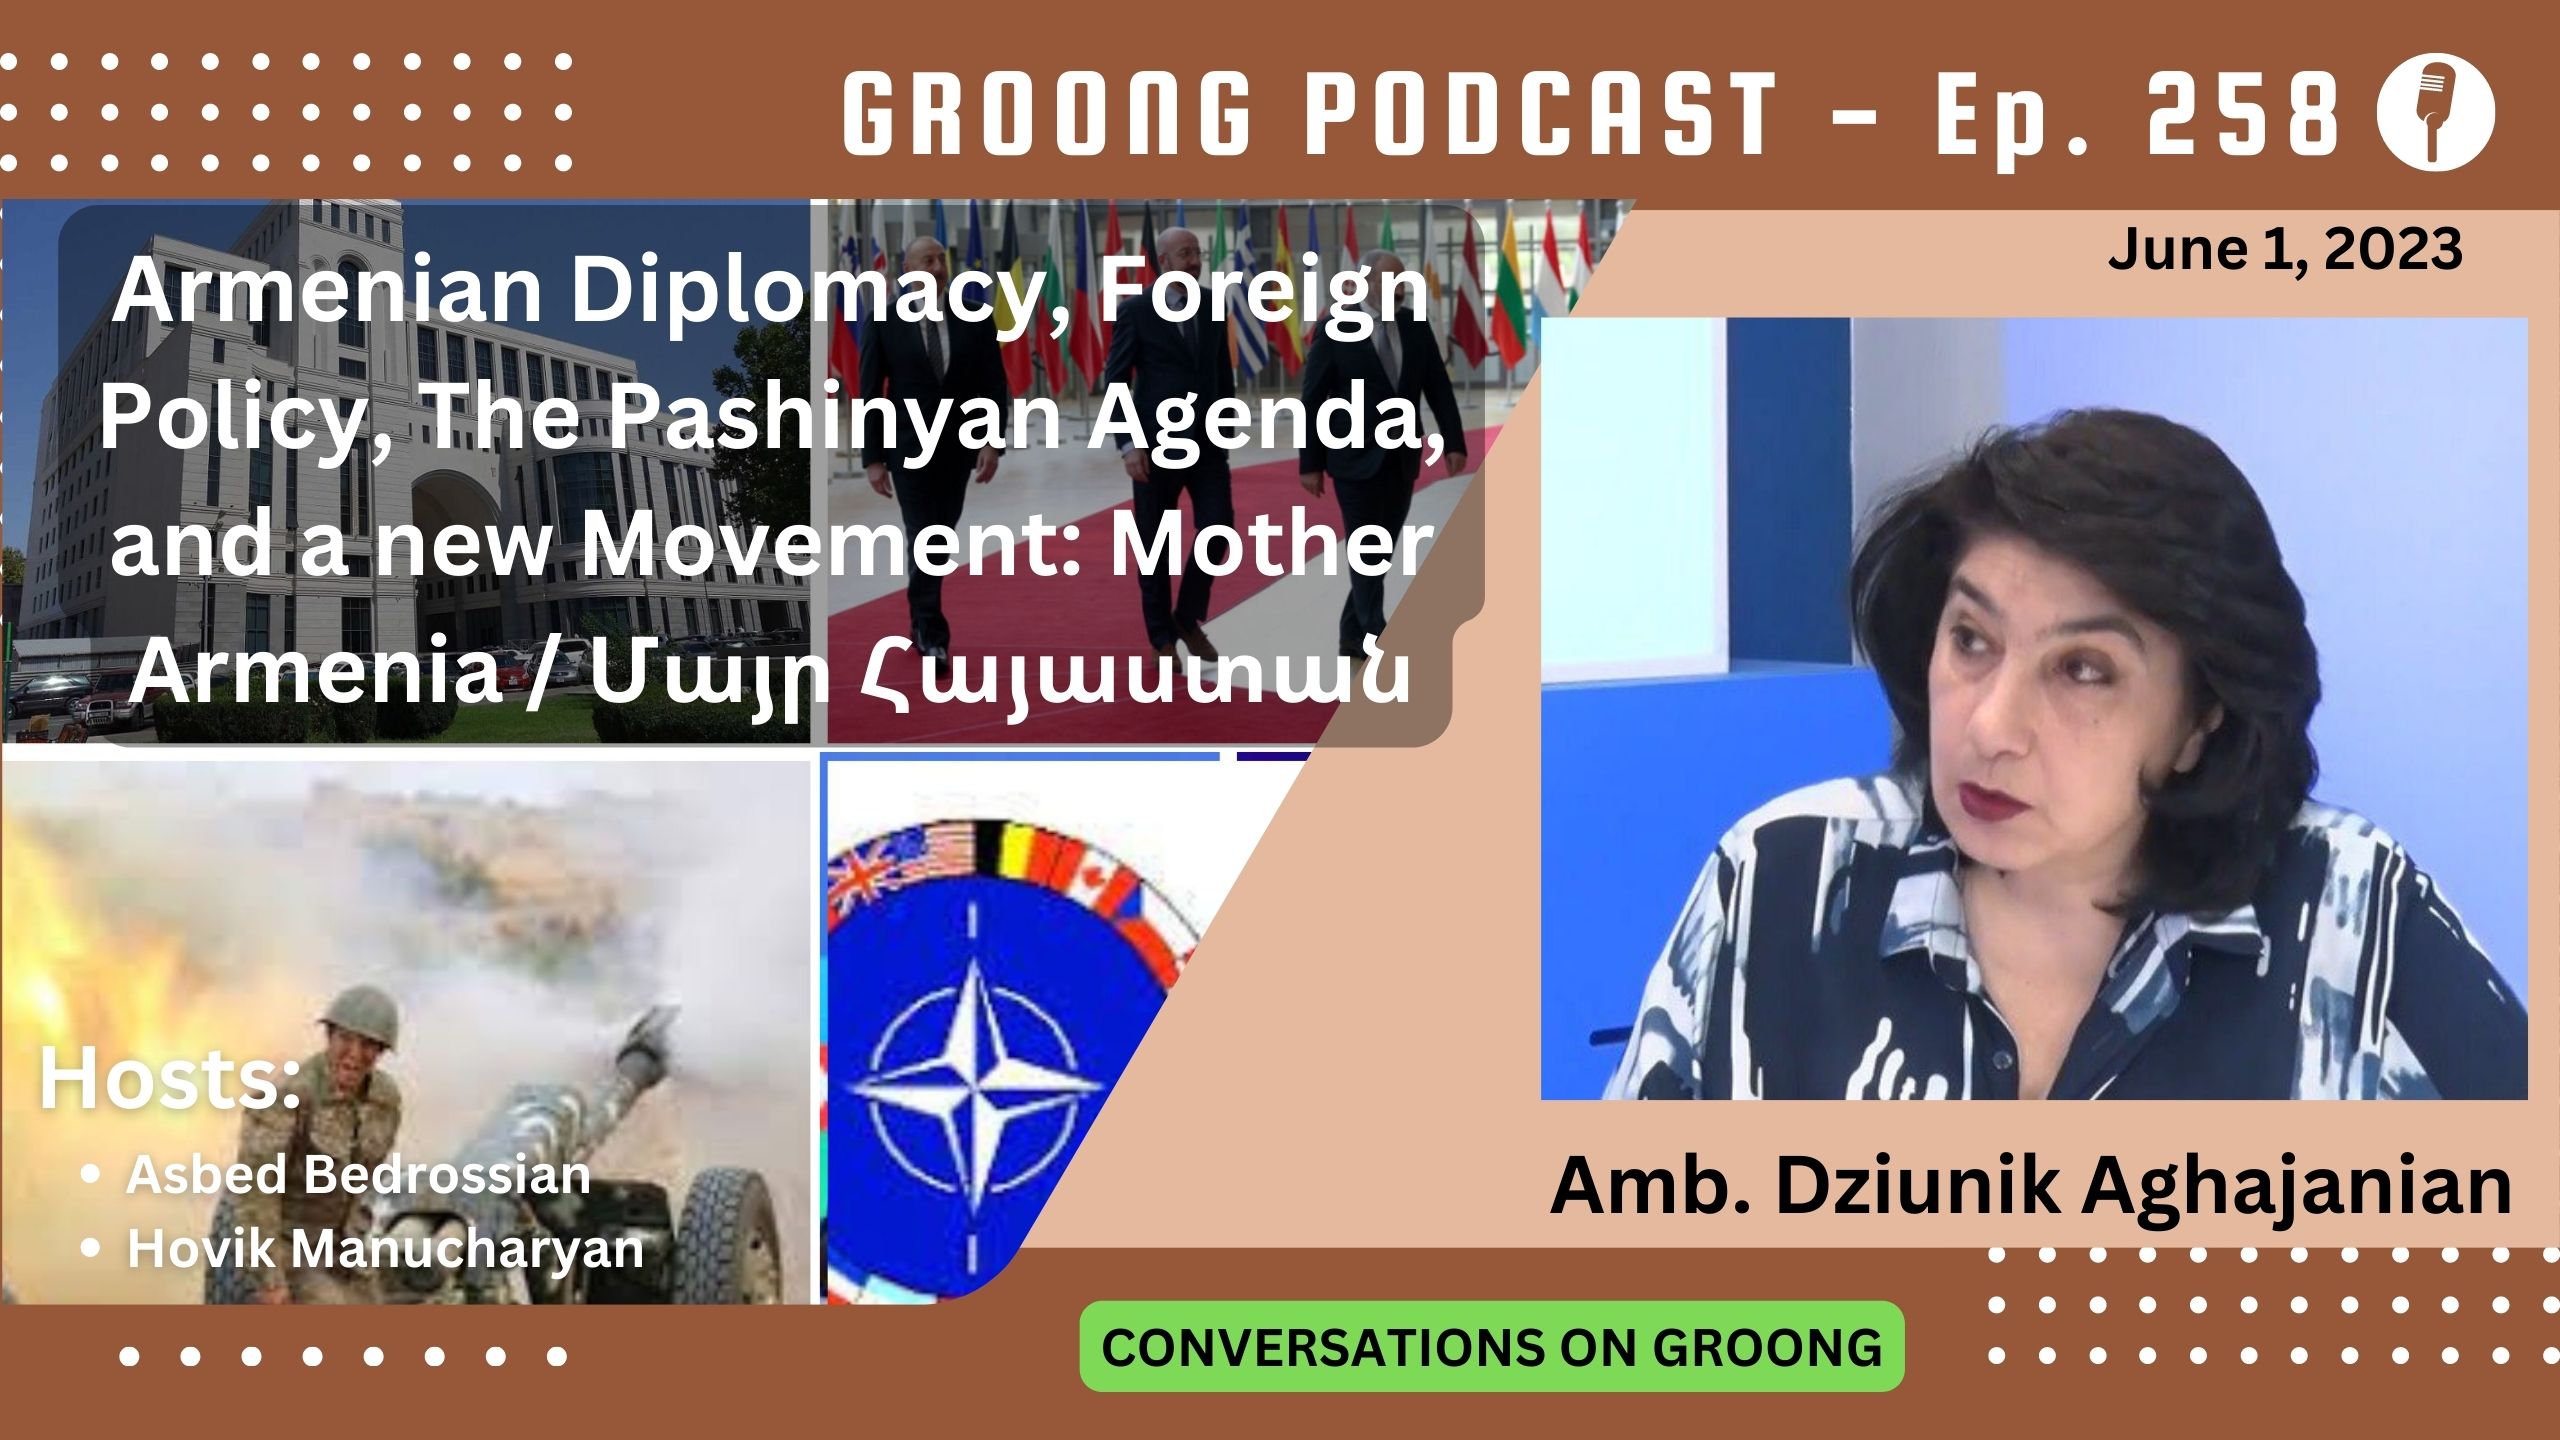 GROONG PODCAST – Ep. 258
June 1, 2023
Armenian Diplomacy, Foreign
Policy, The Pashinyan Agenda,
and a new Movement: Mother
Armenia / Մայր Հայաստան
Hosts:
• Asbed Bedrossian
• Hovik Manucharyan
Amb. Dziunik Aghajanian
CONVERSATIONS ON GROONG